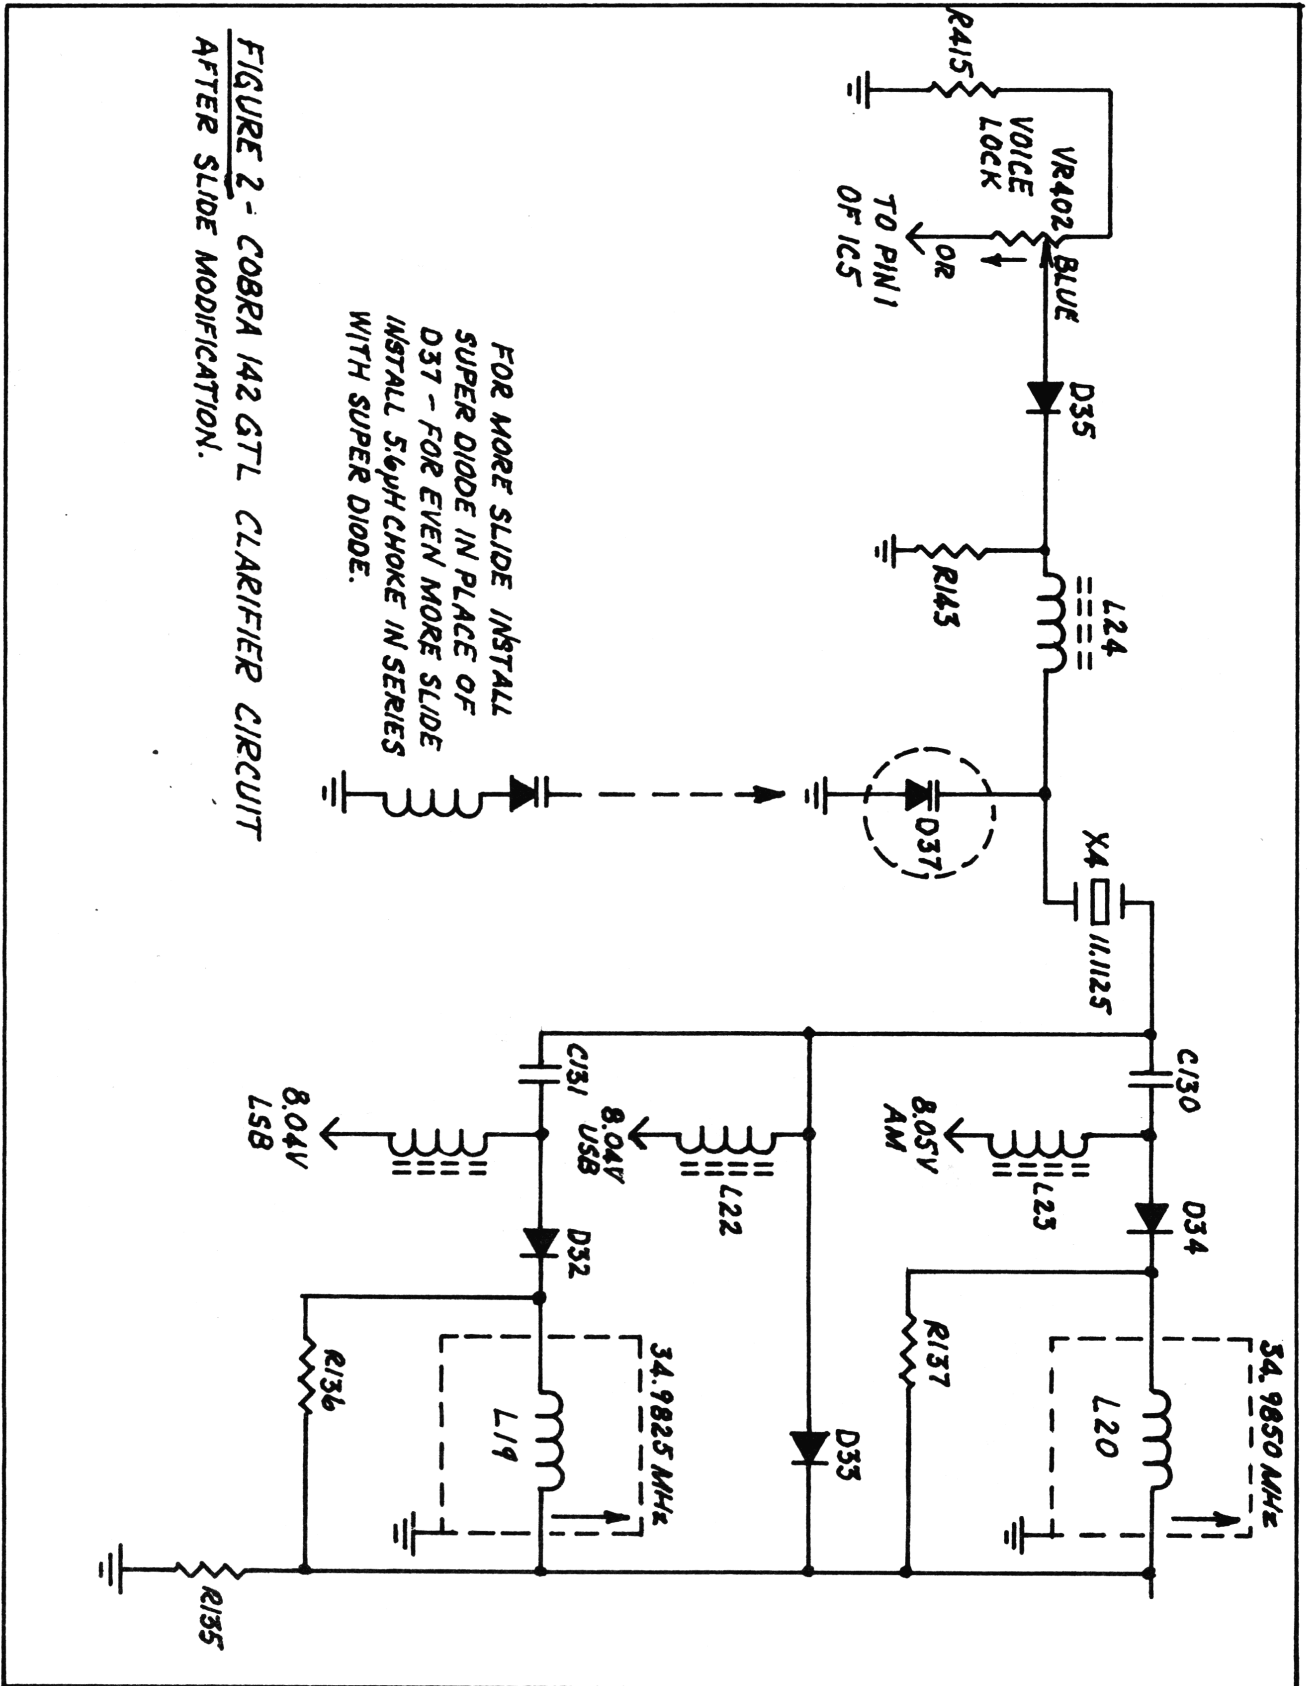 R415
VOICE
LOCK
VR402
BLUE
TO PIN 1
OF IC5
OR
D35
R143
L24
D37
X4
11.1125
C130
8.05V
AM
L23
D34
R137
34.9850 MHz
L20
8.04V
USB
L22
D33
C131
8.04V
LSB
D32
R136
34.9825 MHz
L19
R135
FOR MORE SLIDE INSTALL
SUPER DIODE IN PLACE OF
D37 - FOR EVEN MORE SLIDE
INSTALL 5.6µH CHOKE IN SERIES
WITH SUPER DIODE.
FIGURE 2 - COBRA 142 GTL CLARIFIER CIRCUIT
AFTER SLIDE MODIFICATION.